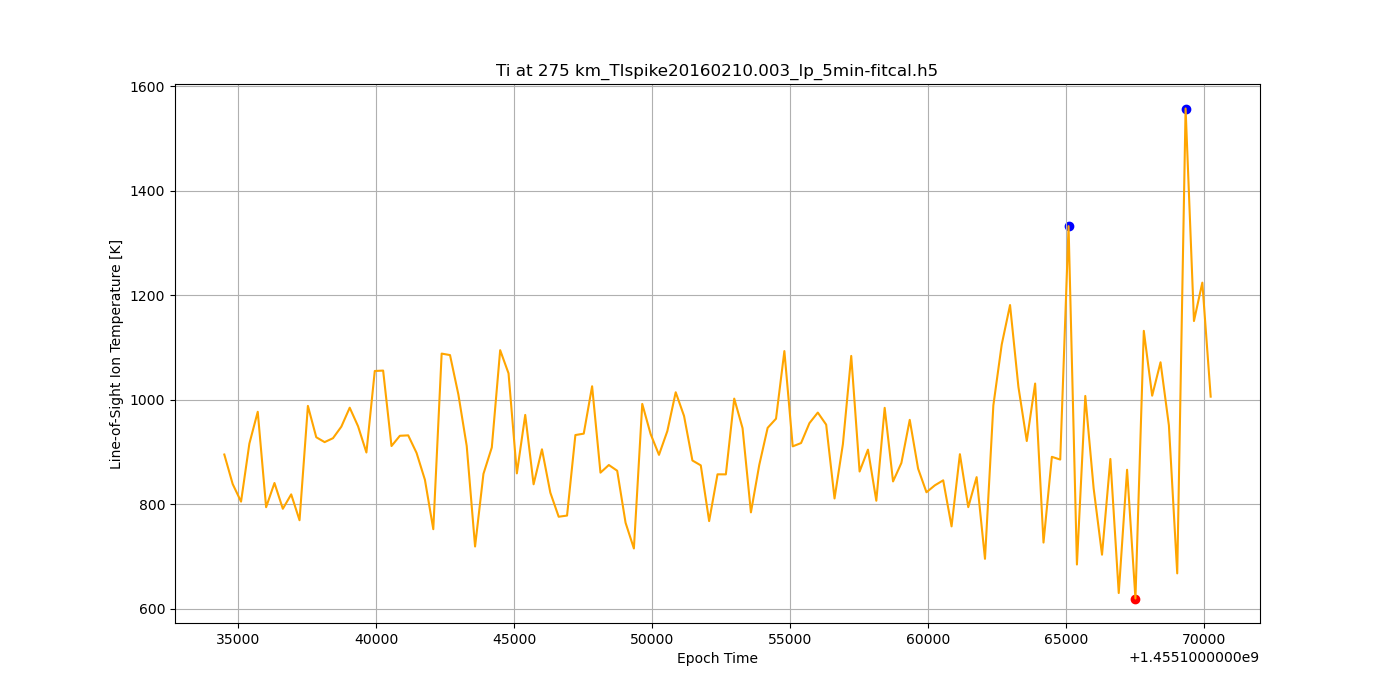 Ti at 275 km_TIspike20160210.003_lp_5min-fitcal.h5
Line-of-Sight Ion Temperature [K]
1600
1400
1200
1000
800
600
35000 40000 45000 50000 55000 60000 65000 70000
Epoch Time
+1.4551000000e9